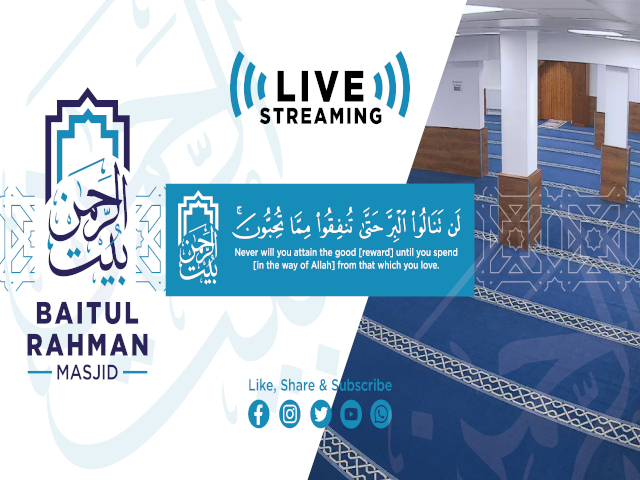 LIVE
STREAMING
الرحمن
بيت
BAITUL
RAHMAN
MASJID
الرحمن
بيت
لَن تَنَالُوا۟ ٱلْبِرَّ حَتَّىٰ تُنفِقُوا۟ مِمَّا تُحِبُّونَ ۚ
Never will you attain the good [reward] until you spend
[in the way of Allah] from that which you love.
Like, Share & Subscribe